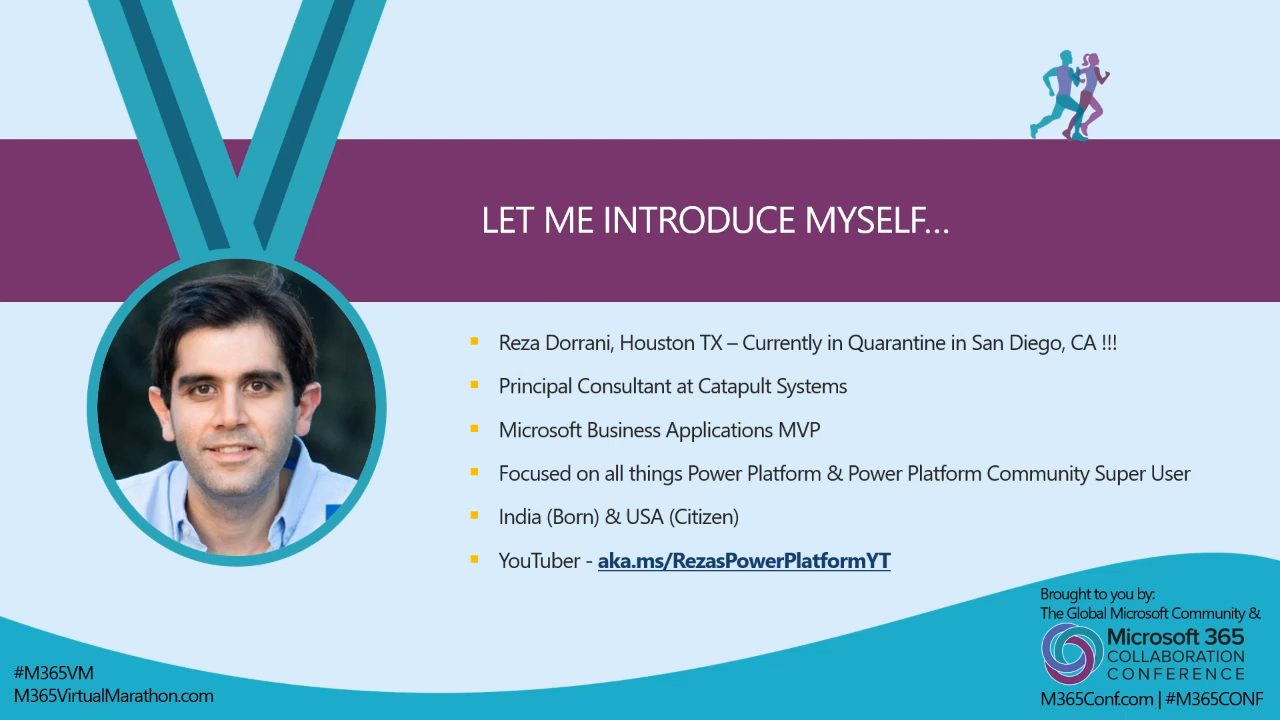 LET ME INTRODUCE MYSELF...
Reza Dorrani, Houston TX – Currently in Quarantine in San Diego, CA !!!
Principal Consultant at Catapult Systems
Microsoft Business Applications MVP
Focused on all things Power Platform & Power Platform Community Super User
India (Born) & USA (Citizen)
YouTuber - aka.ms/RezasPowerPlatformYT
Brought to you by:
The Global Microsoft Community &
Microsoft 365
COLLABORATION
CONFERENCE
M365Conf.com | #M365CONF
#M365VM
M365VirtualMarathon.com